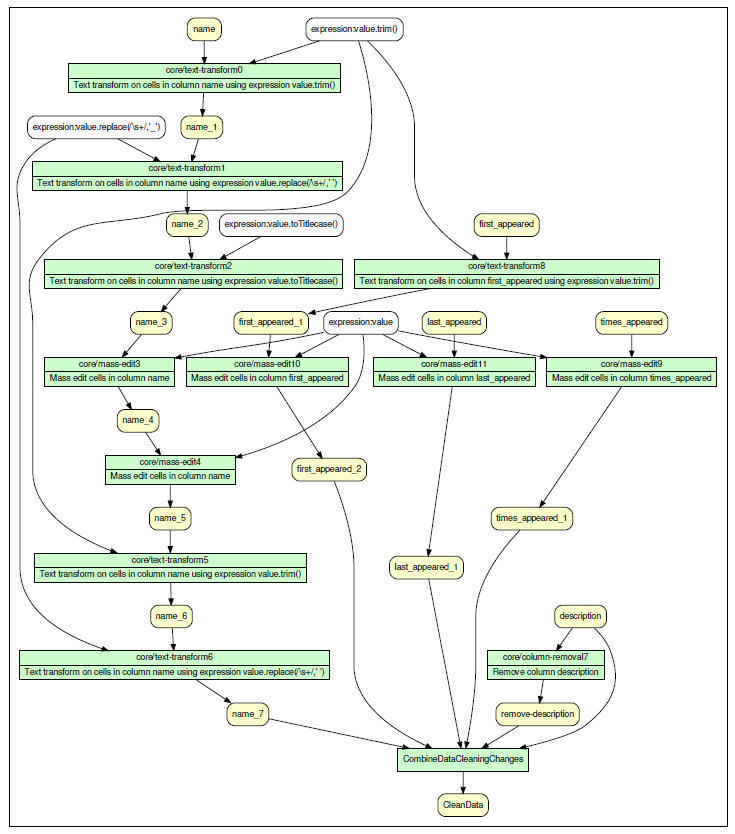 name
expression:value.trim()
core/text-transform0
Text transform on cells in column name using expression value.trim()
expression:value.replace(/\s+/,'_')
name_1
core/text-transform1
Text transform on cells in column name using expression value.replace(/\s+/,' ')
name_2
expression:value.toTitlecase()
first_appeared
core/text-transform2
Text transform on cells in column name using expression value.toTitlecase()
core/text-transform8
Text transform on cells in column first_appeared using expression value.trim()
name_3
first_appeared_1
expression:value
last_appeared
times_appeared
core/mass-edit3
Mass edit cells in column name
core/mass-edit10
Mass edit cells in column first_appeared
core/mass-edit11
Mass edit cells in column last_appeared
core/mass-edit9
Mass edit cells in column times_appeared
name_4
core/mass-edit4
Mass edit cells in column name
first_appeared_2
name_5
times_appeared_1
core/text-transform5
Text transform on cells in column name using expression value.trim()
last_appeared_1
name_6
description
core/text-transform6
Text transform on cells in column name using expression value.replace(/\s+/,' ')
core/column-removal7
Remove column description
name_7
remove-description
CombineDataCleaningChanges
CleanData